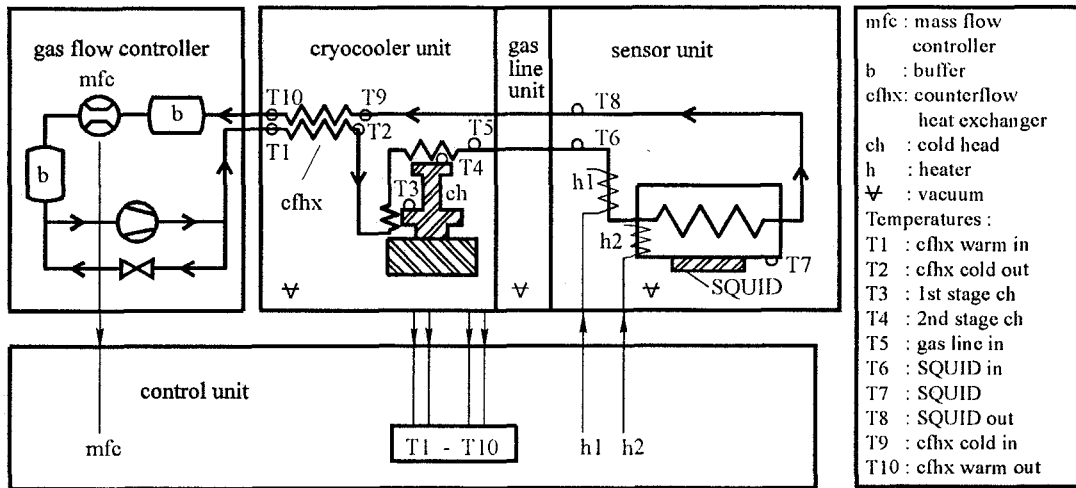 gas flow controller
mfc
b
b
cryocooler unit
T10
T9
T1
T2
cfhx
T3
T5
T4
ch
gas
line
unit
sensor unit
T8
T6
h1
h2
T7
SQUID
control unit
mfc
T1 - T10
h1 h2
mfc : mass flow
controller
b : buffer
cfhx: counterflow
heat exchanger
ch : cold head
h : heater
: vacuum
Temperatures :
T1 : cfhx warm in
T2 : cfhx cold out
T3 : 1st stage ch
T4 : 2nd stage ch
T5 : gas line in
T6 : SQUID in
T7 : SQUID
T8 : SQUID out
T9 : cfhx cold in
T10 : cfhx warm out